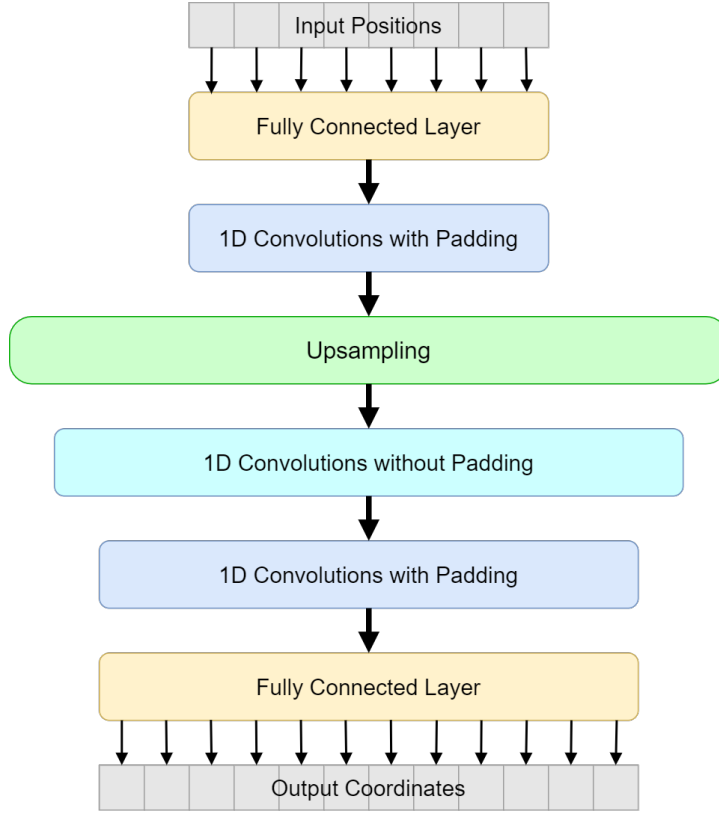 Input Positions
Fully Connected Layer
1D Convolutions with Padding
Upsampling
1D Convolutions without Padding
1D Convolutions with Padding
Fully Connected Layer
Output Coordinates